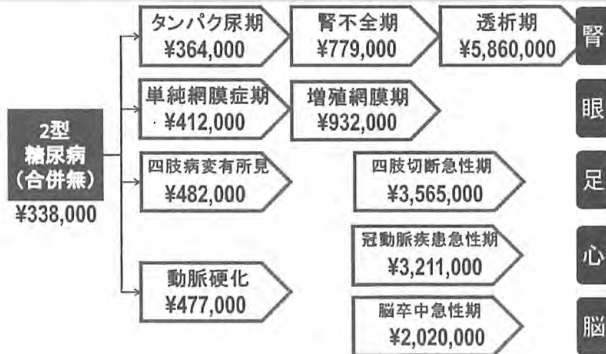 タンパク尿期
¥364,000
腎不全期
¥779,000
透析期
¥5,860,000
腎
単純網膜症期
¥412,000
増殖網膜期
¥932,000
眼
2型
糖尿病
(合併無)
¥338,000
四肢病変有所見
¥482,000
四肢切断急性期
¥3,565,000
足
冠動脈疾患急性期
¥3,211,000
心
動脈硬化
¥477,000
脳卒中急性期
¥2,020,000
脳